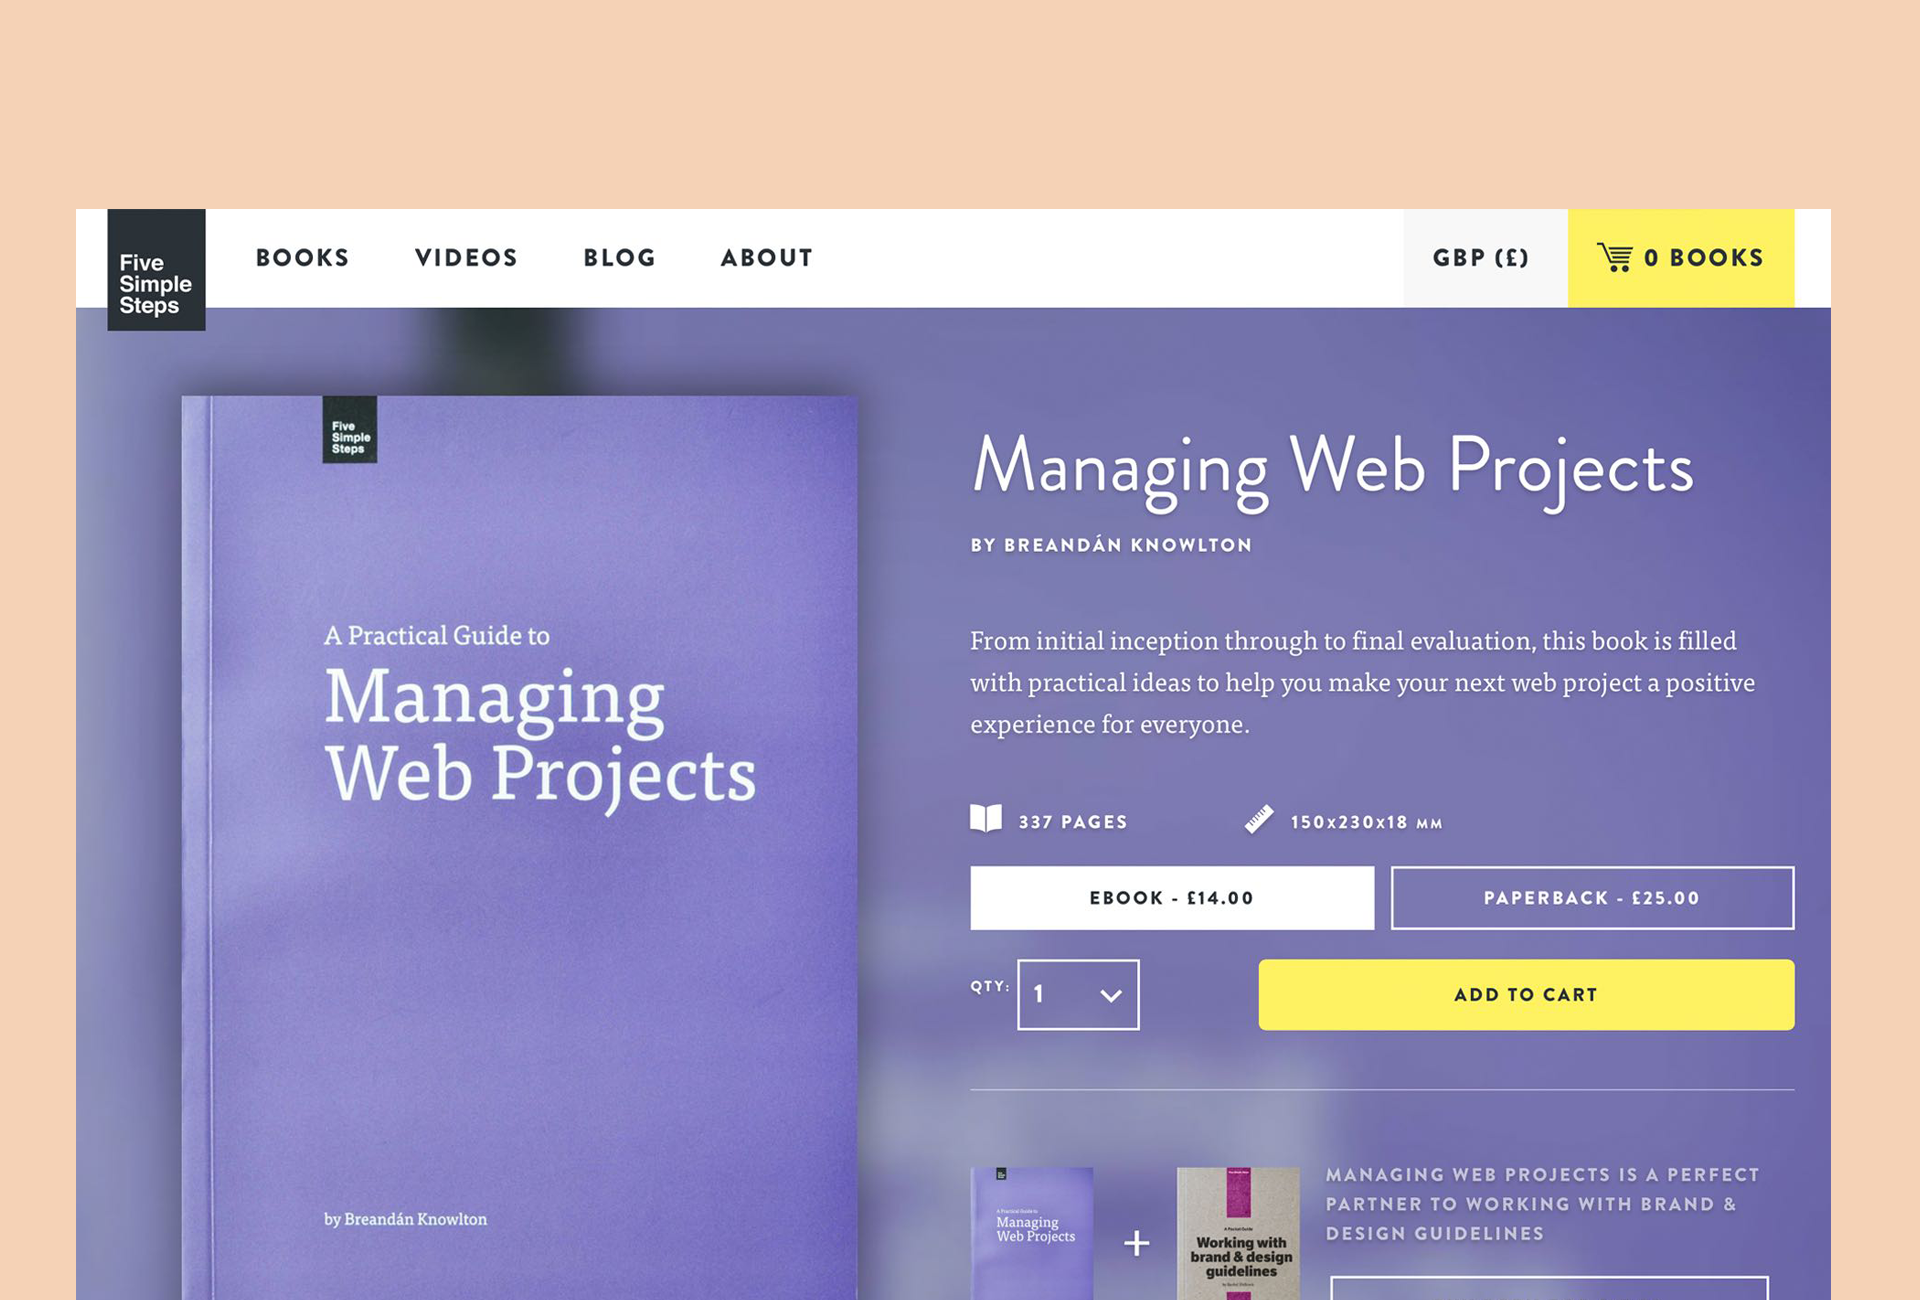 Five
Simple
Steps
BOOKS
VIDEOS
BLOG
ABOUT
GBP (£)
0 BOOKS
Five
Simple
Steps
A Practical Guide to
Managing
Web Projects
by Breandán Knowlton
Managing Web Projects
BY BREANDÁN KNOWLTON
From initial inception through to final evaluation, this book is filled
with practical ideas to help you make your next web project a positive
experience for everyone.
337 PAGES
150x230x18 MM
EBOOK - £14.00
PAPERBACK - £25.00
QTY:
1
ADD TO CART
A Practical Guide to
Managing
Web Projects
+
A Pocket Guide
Working with
brand & design
guidelines
MANAGING WEB PROJECTS IS A PERFECT
PARTNER TO WORKING WITH BRAND &
DESIGN GUIDELINES